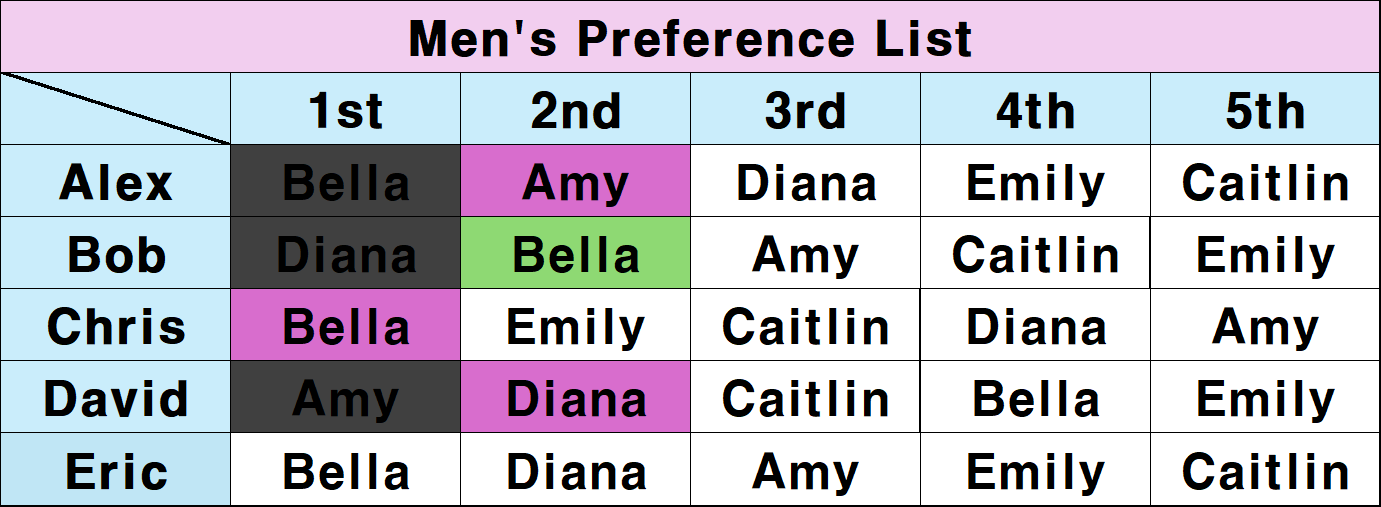 Men's Preference List
1st 2nd 3rd 4th 5th
Alex Bella Amy Diana Emily Caitlin
Bob Diana Bella Amy Caitlin Emily
Chris Bella Emily Caitlin Diana Amy
David Amy Diana Caitlin Bella Emily
Eric Bella Diana Amy Emily Caitlin